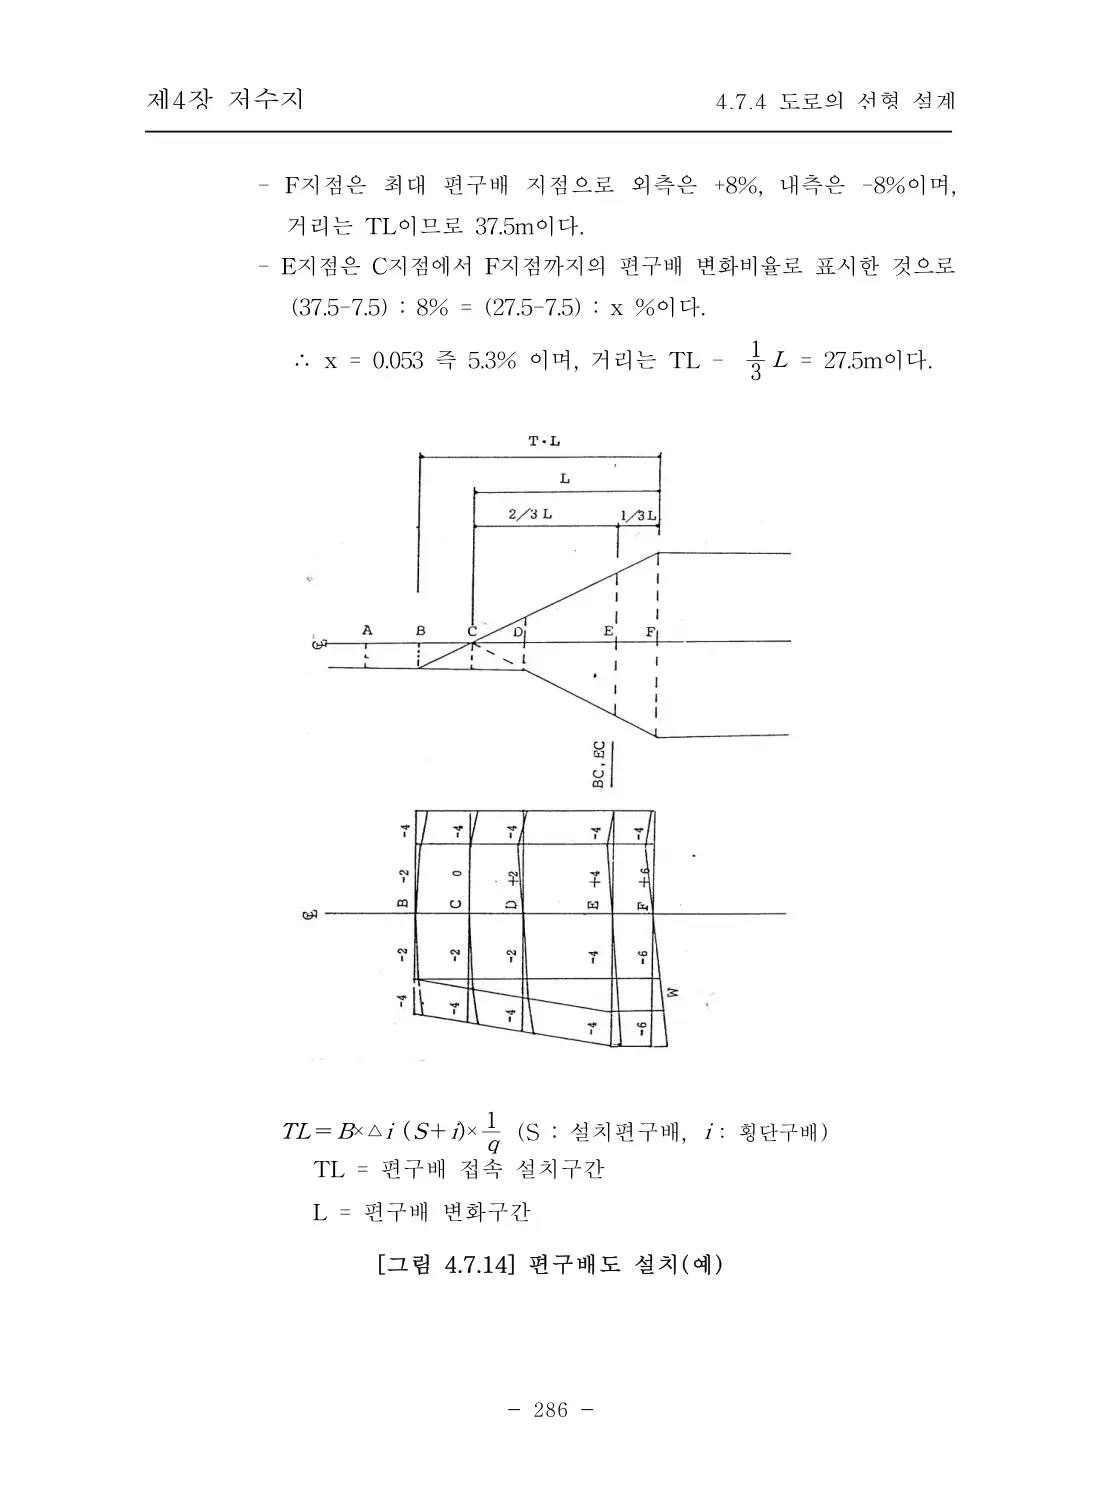 제4장 저수지
4.7.4 도로의 선형 설계
- F지점은 최대 편구배 지점으로 외측은 +8%, 내측은 -8%이며,
거리는 TL이므로 37.5m이다.
- E지점은 C지점에서 F지점까지의 편구배 변화비율로 표시한 것으로
(37.5-7.5) : 8% = (27.5-7.5) : x %이다.
∴ x = 0.053 즉 5.3% 이며, 거리는 TL - 1/3 L = 27.5m이다.
T·L
L
2/3 L 1/3L
A B C D E F
℄
BC, EC
-4 -4 -4 -4 -4
-2 0 +2 +4 +6
B C D E F
℄
-2 -2 -2 -4 -6
W
-4 -4 -4 -4 -6
TL = B×△i (S+i)× 1/q (S : 설치편구배, i : 횡단구배)
TL = 편구배 접속 설치구간
L = 편구배 변화구간
[그림 4.7.14] 편구배도 설치(예)
- 286 -